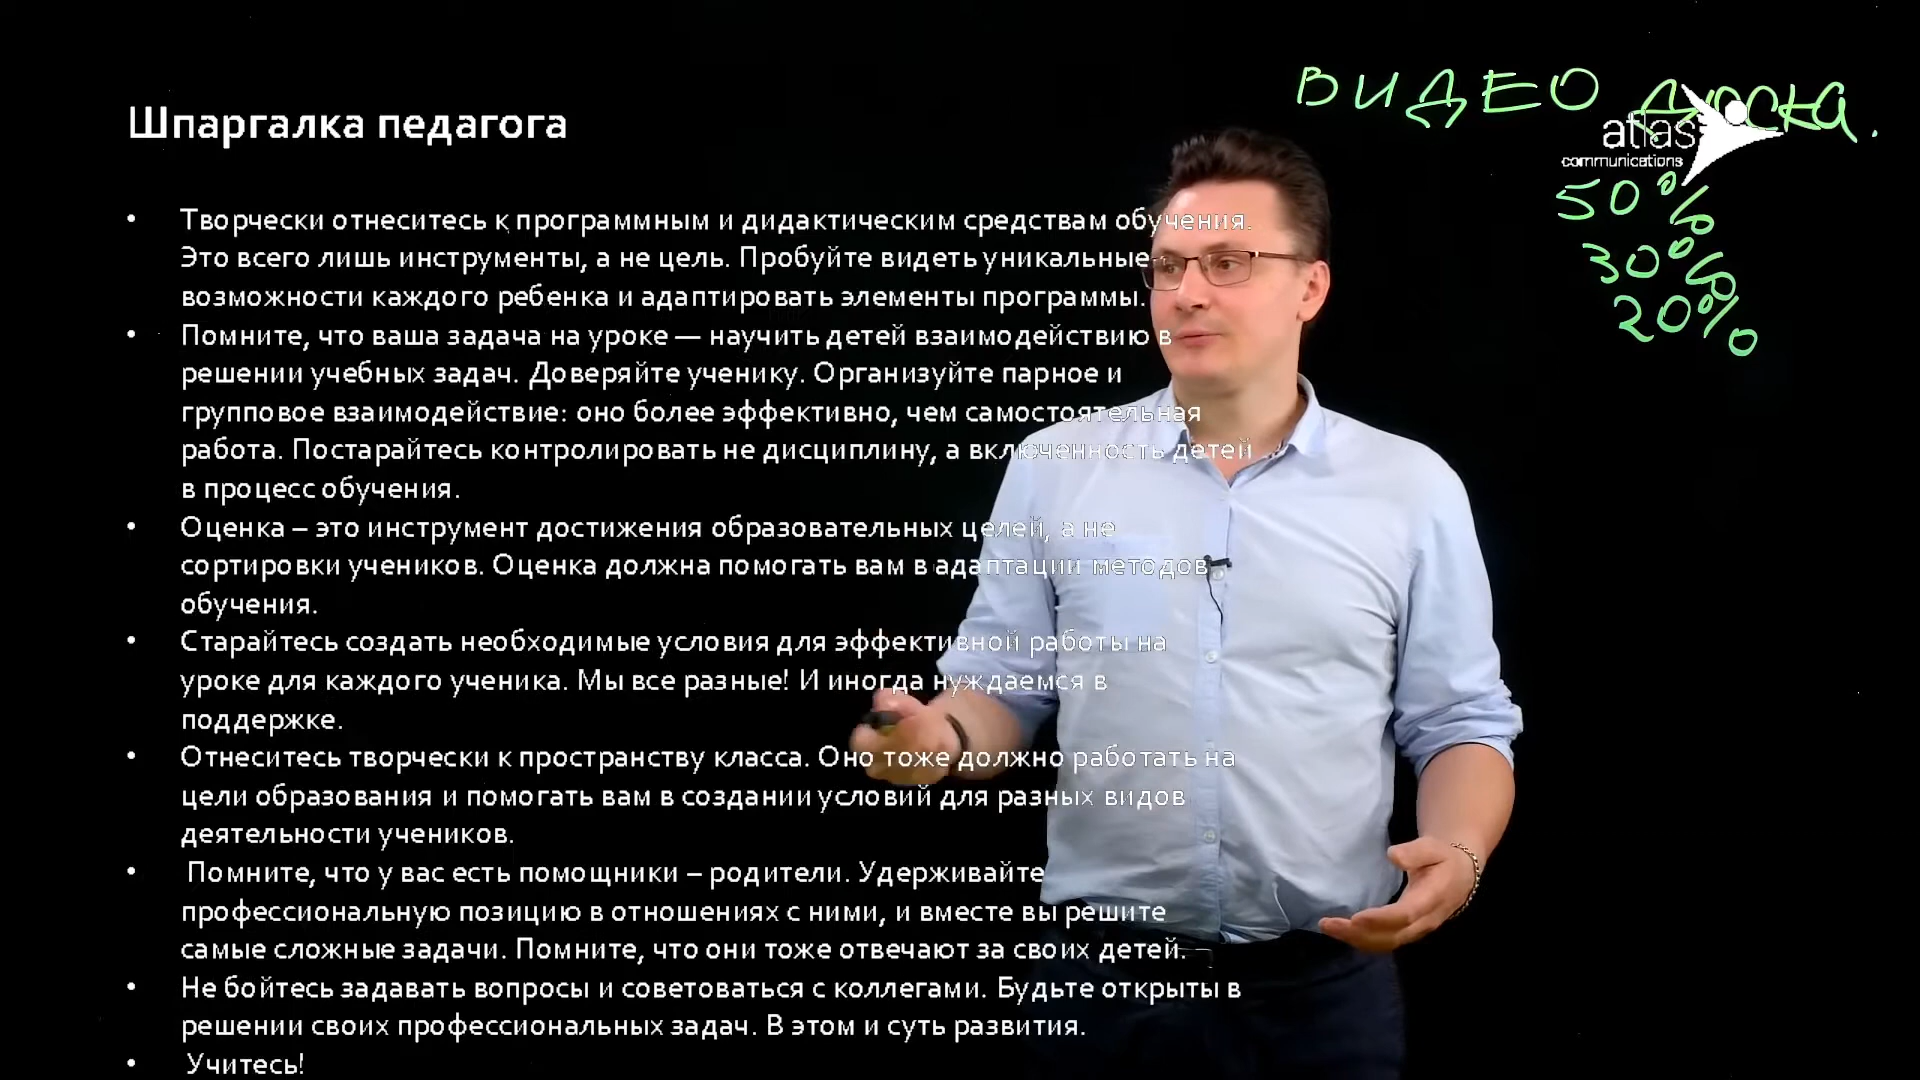 ВИДЕО доска.
atlas
communications
50%
30%
20%
Шпаргалка педагога
• Творчески отнеситесь к программным и дидактическим средствам обучения.
Это всего лишь инструменты, а не цель. Пробуйте видеть уникальные
возможности каждого ребенка и адаптировать элементы программы.
• Помните, что ваша задача на уроке — научить детей взаимодействию в
решении учебных задач. Доверяйте ученику. Организуйте парное и
групповое взаимодействие: оно более эффективно, чем самостоятельная
работа. Постарайтесь контролировать не дисциплину, а включенность детей
в процесс обучения.
• Оценка – это инструмент достижения образовательных целей, а не
сортировки учеников. Оценка должна помогать вам в адаптации методов
обучения.
• Старайтесь создать необходимые условия для эффективной работы на
уроке для каждого ученика. Мы все разные! И иногда нуждаемся в
поддержке.
• Отнеситесь творчески к пространству класса. Оно тоже должно работать на
цели образования и помогать вам в создании условий для разных видов
деятельности учеников.
• Помните, что у вас есть помощники – родители. Удерживайте
профессиональную позицию в отношениях с ними, и вместе вы решите
самые сложные задачи. Помните, что они тоже отвечают за своих детей.
• Не бойтесь задавать вопросы и советоваться с коллегами. Будьте открыты в
решении своих профессиональных задач. В этом и суть развития.
• Учитесь!